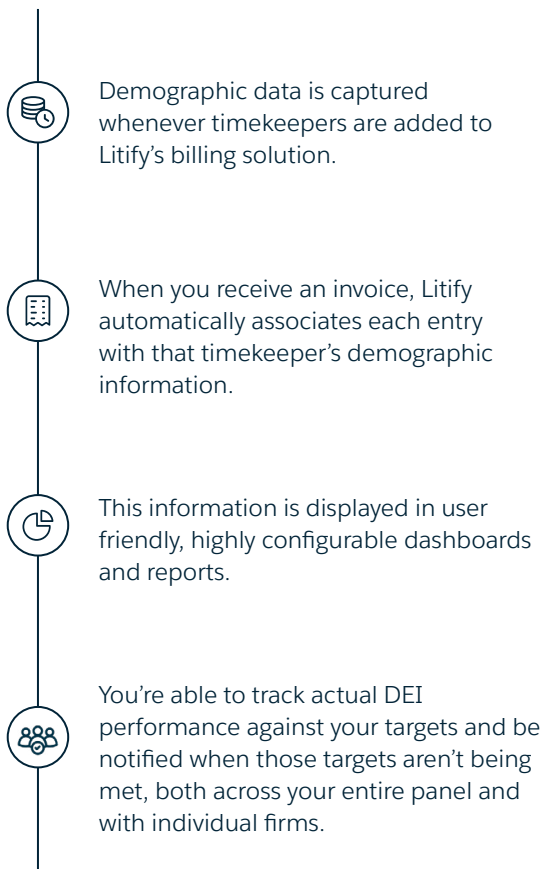 Demographic data is captured
whenever timekeepers are added to
Litify’s billing solution.
When you receive an invoice, Litify
automatically associates each entry
with that timekeeper’s demographic
information.
This information is displayed in user
friendly, highly configurable dashboards
and reports.
You’re able to track actual DEI
performance against your targets and be
notified when those targets aren’t being
met, both across your entire panel and
with individual firms.